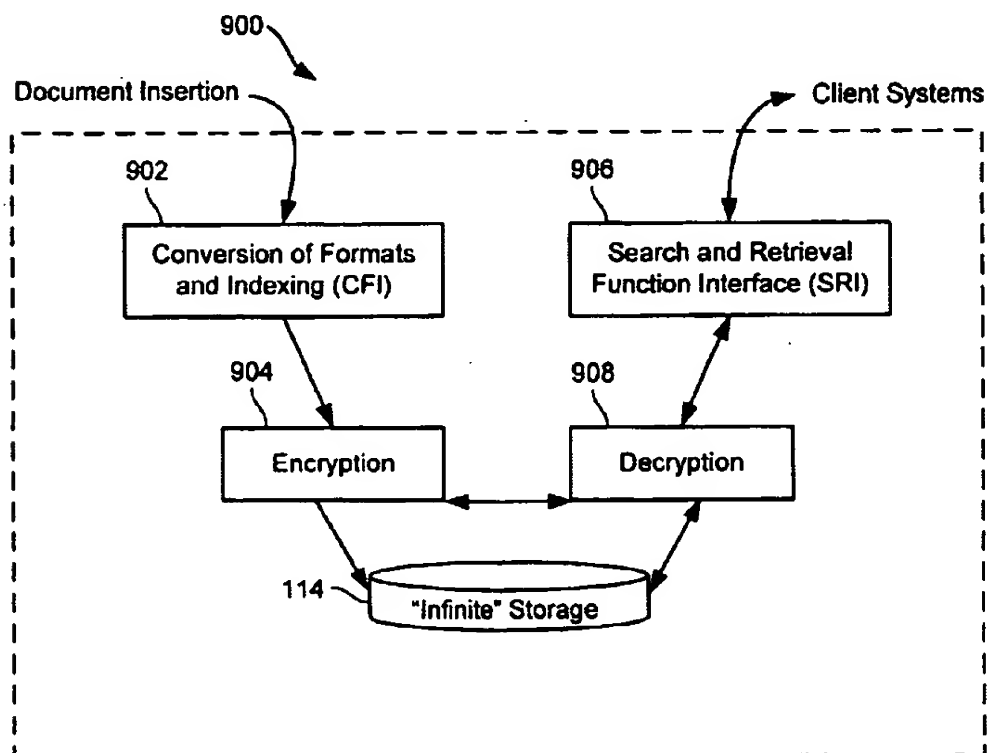 900
Document Insertion
Client Systems
902
906
Conversion of Formats
and Indexing (CFI)
Search and Retrieval
Function Interface (SRI)
904
908
Encryption
Decryption
114
"Infinite" Storage